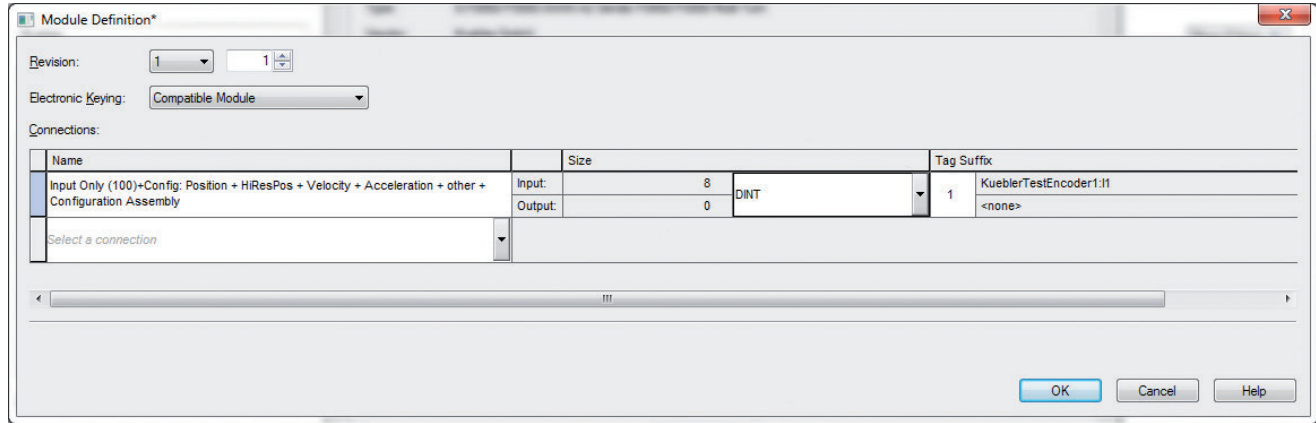 Module Definition*
Revision: 1 1
Electronic Keying: Compatible Module
Connections:
Name Size Tag Suffix
Input Only (100)+Config: Position + HiResPos + Velocity + Acceleration + other +
Configuration Assembly
Input: 8 DINT 1 KueblerTestEncoder1:I1
Output: 0 <none>
Select a connection
OK Cancel Help